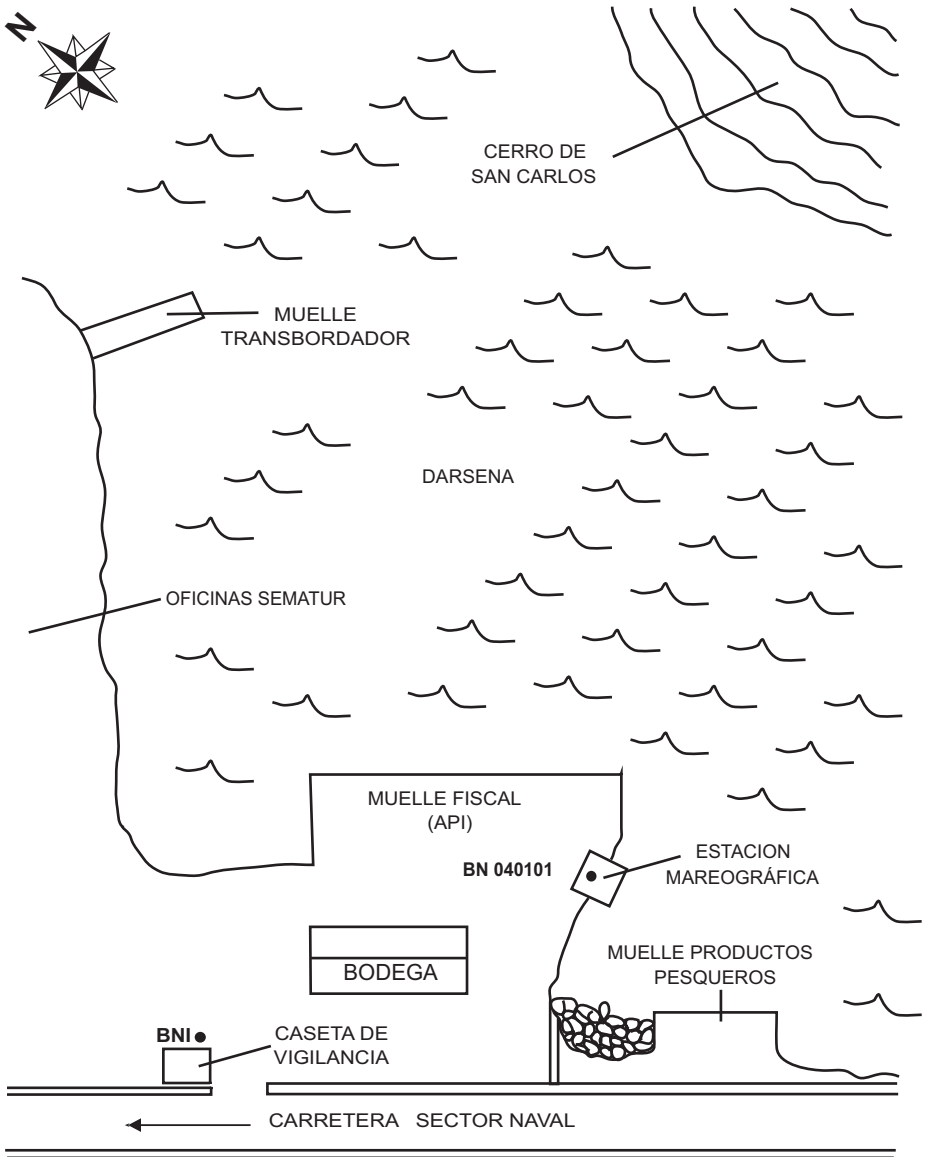 N
CERRO DE
SAN CARLOS
MUELLE
TRANSBORDADOR
DARSENA
OFICINAS SEMATUR
MUELLE FISCAL
(API)
BN 040101
ESTACION
MAREOGRÁFICA
MUELLE PRODUCTOS
PESQUEROS
BODEGA
BNI
CASETA DE
VIGILANCIA
CARRETERA SECTOR NAVAL